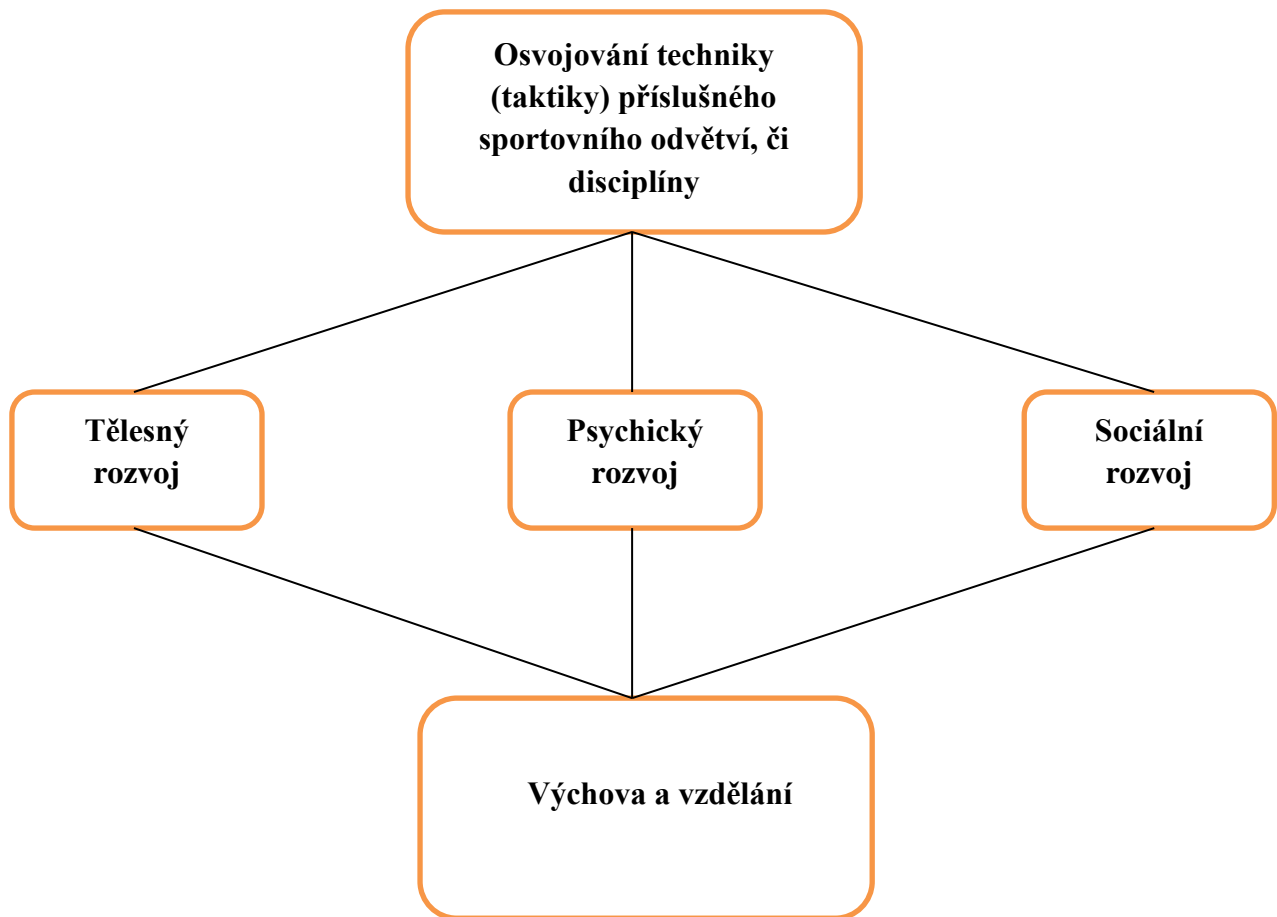 Osvojování techniky
(taktiky) příslušného
sportovního odvětví, či
disciplíny
Tělesný
rozvoj
Psychický
rozvoj
Sociální
rozvoj
Výchova a vzdělání